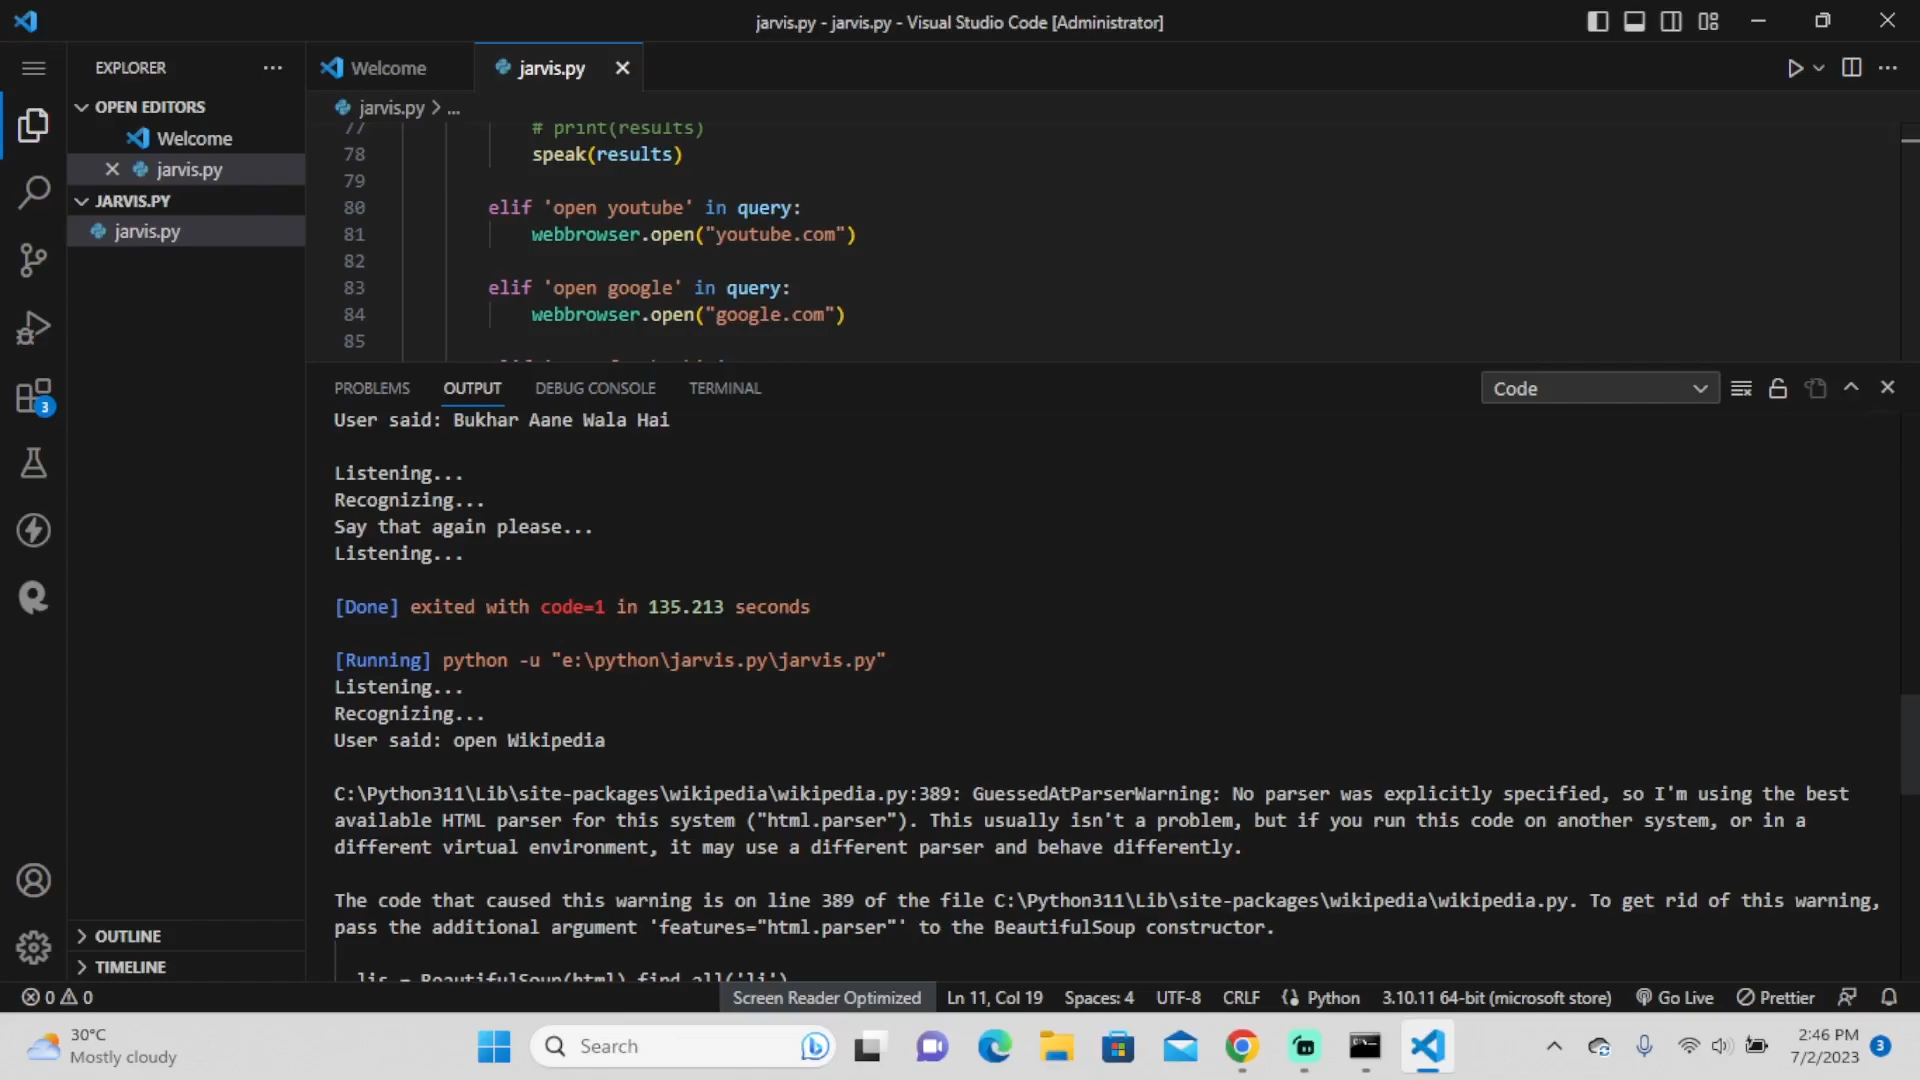 jarvis.py - jarvis.py - Visual Studio Code [Administrator]
EXPLORER
OPEN EDITORS
Welcome
jarvis.py
JARVIS.PY
jarvis.py
OUTLINE
TIMELINE
3
Welcome
jarvis.py
jarvis.py > ...
77 # print(results)
78 speak(results)
79
80 elif 'open youtube' in query:
81 webbrowser.open("youtube.com")
82
83 elif 'open google' in query:
84 webbrowser.open("google.com")
85
PROBLEMS OUTPUT DEBUG CONSOLE TERMINAL
Code
User said: Bukhar Aane Wala Hai
Listening...
Recognizing...
Say that again please...
Listening...
[Done] exited with code=1 in 135.213 seconds
[Running] python -u "e:\python\jarvis.py\jarvis.py"
Listening...
Recognizing...
User said: open Wikipedia
C:\Python311\Lib\site-packages\wikipedia\wikipedia.py:389: GuessedAtParserWarning: No parser was explicitly specified, so I'm using the best
available HTML parser for this system ("html.parser"). This usually isn't a problem, but if you run this code on another system, or in a
different virtual environment, it may use a different parser and behave differently.
The code that caused this warning is on line 389 of the file C:\Python311\Lib\site-packages\wikipedia\wikipedia.py. To get rid of this warning,
pass the additional argument 'features="html.parser"' to the BeautifulSoup constructor.
lis = BeautifulSoup(html).find_all('li')
0 0
Screen Reader Optimized Ln 11, Col 19 Spaces: 4 UTF-8 CRLF Python 3.10.11 64-bit (microsoft store) Go Live Prettier
30°C
Mostly cloudy
Search
2:46 PM
7/2/2023
3